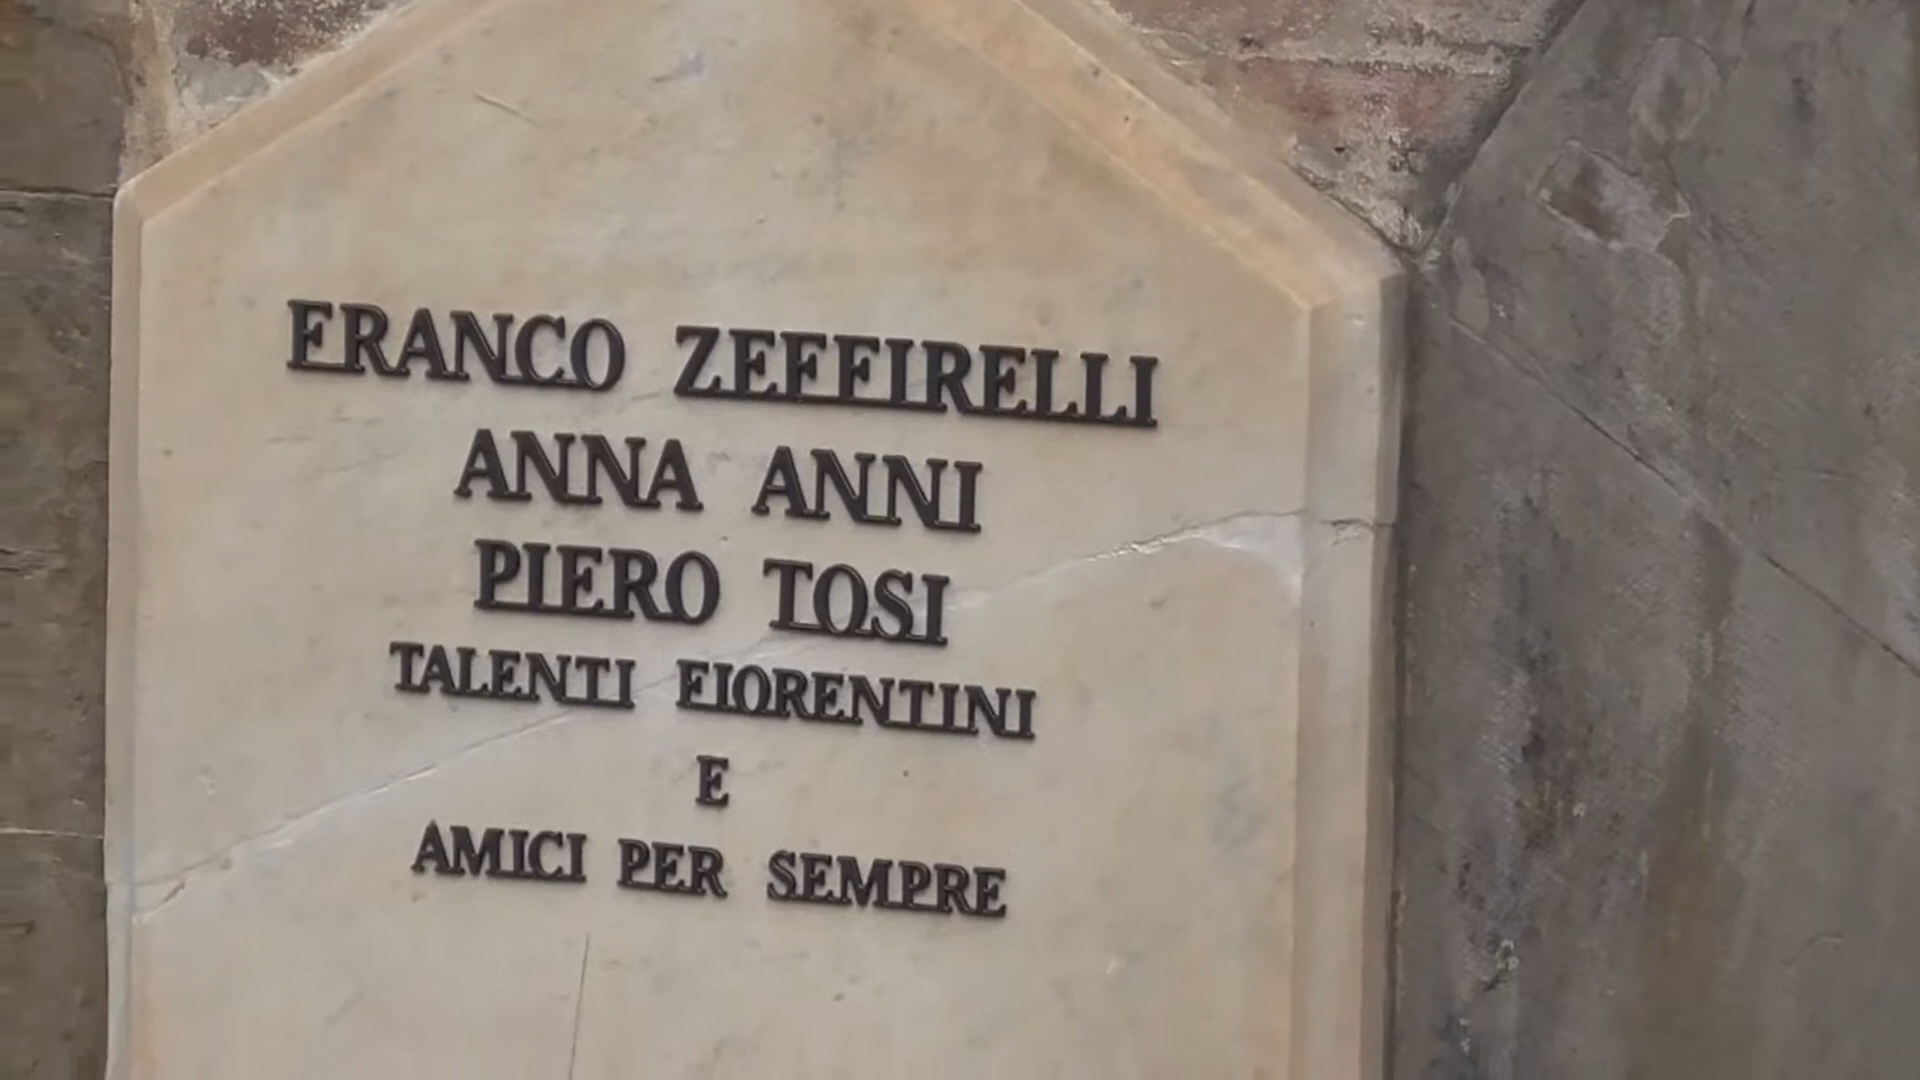 FRANCO ZEFFIRELLI
ANNA ANNI
PIERO TOSI
TALENTI FIORENTINI
E
AMICI PER SEMPRE